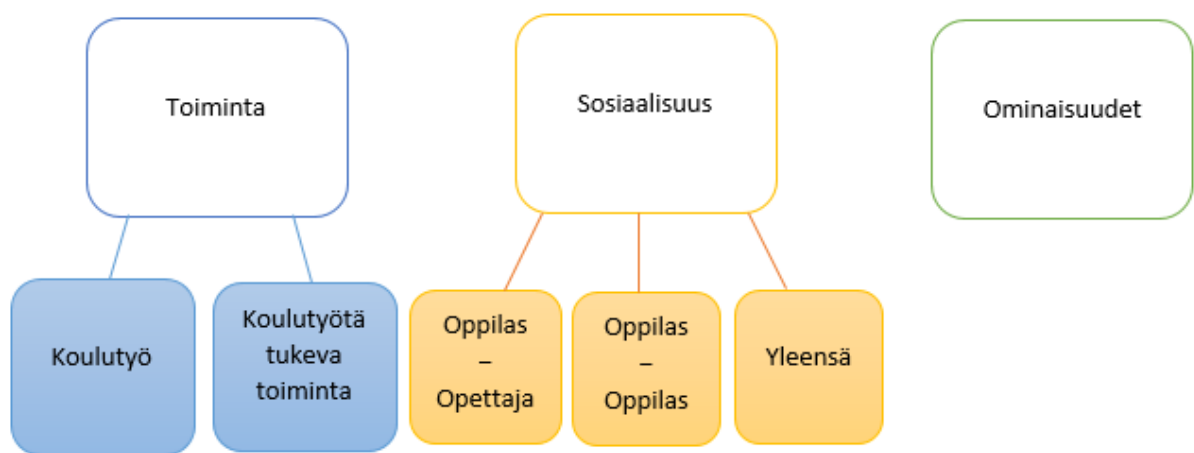 Toiminta
Sosiaalisuus
Ominaisuudet
Koulutyö
Koulutyötä
tukeva
toiminta
Oppilas
–
Opettaja
Oppilas
–
Oppilas
Yleensä